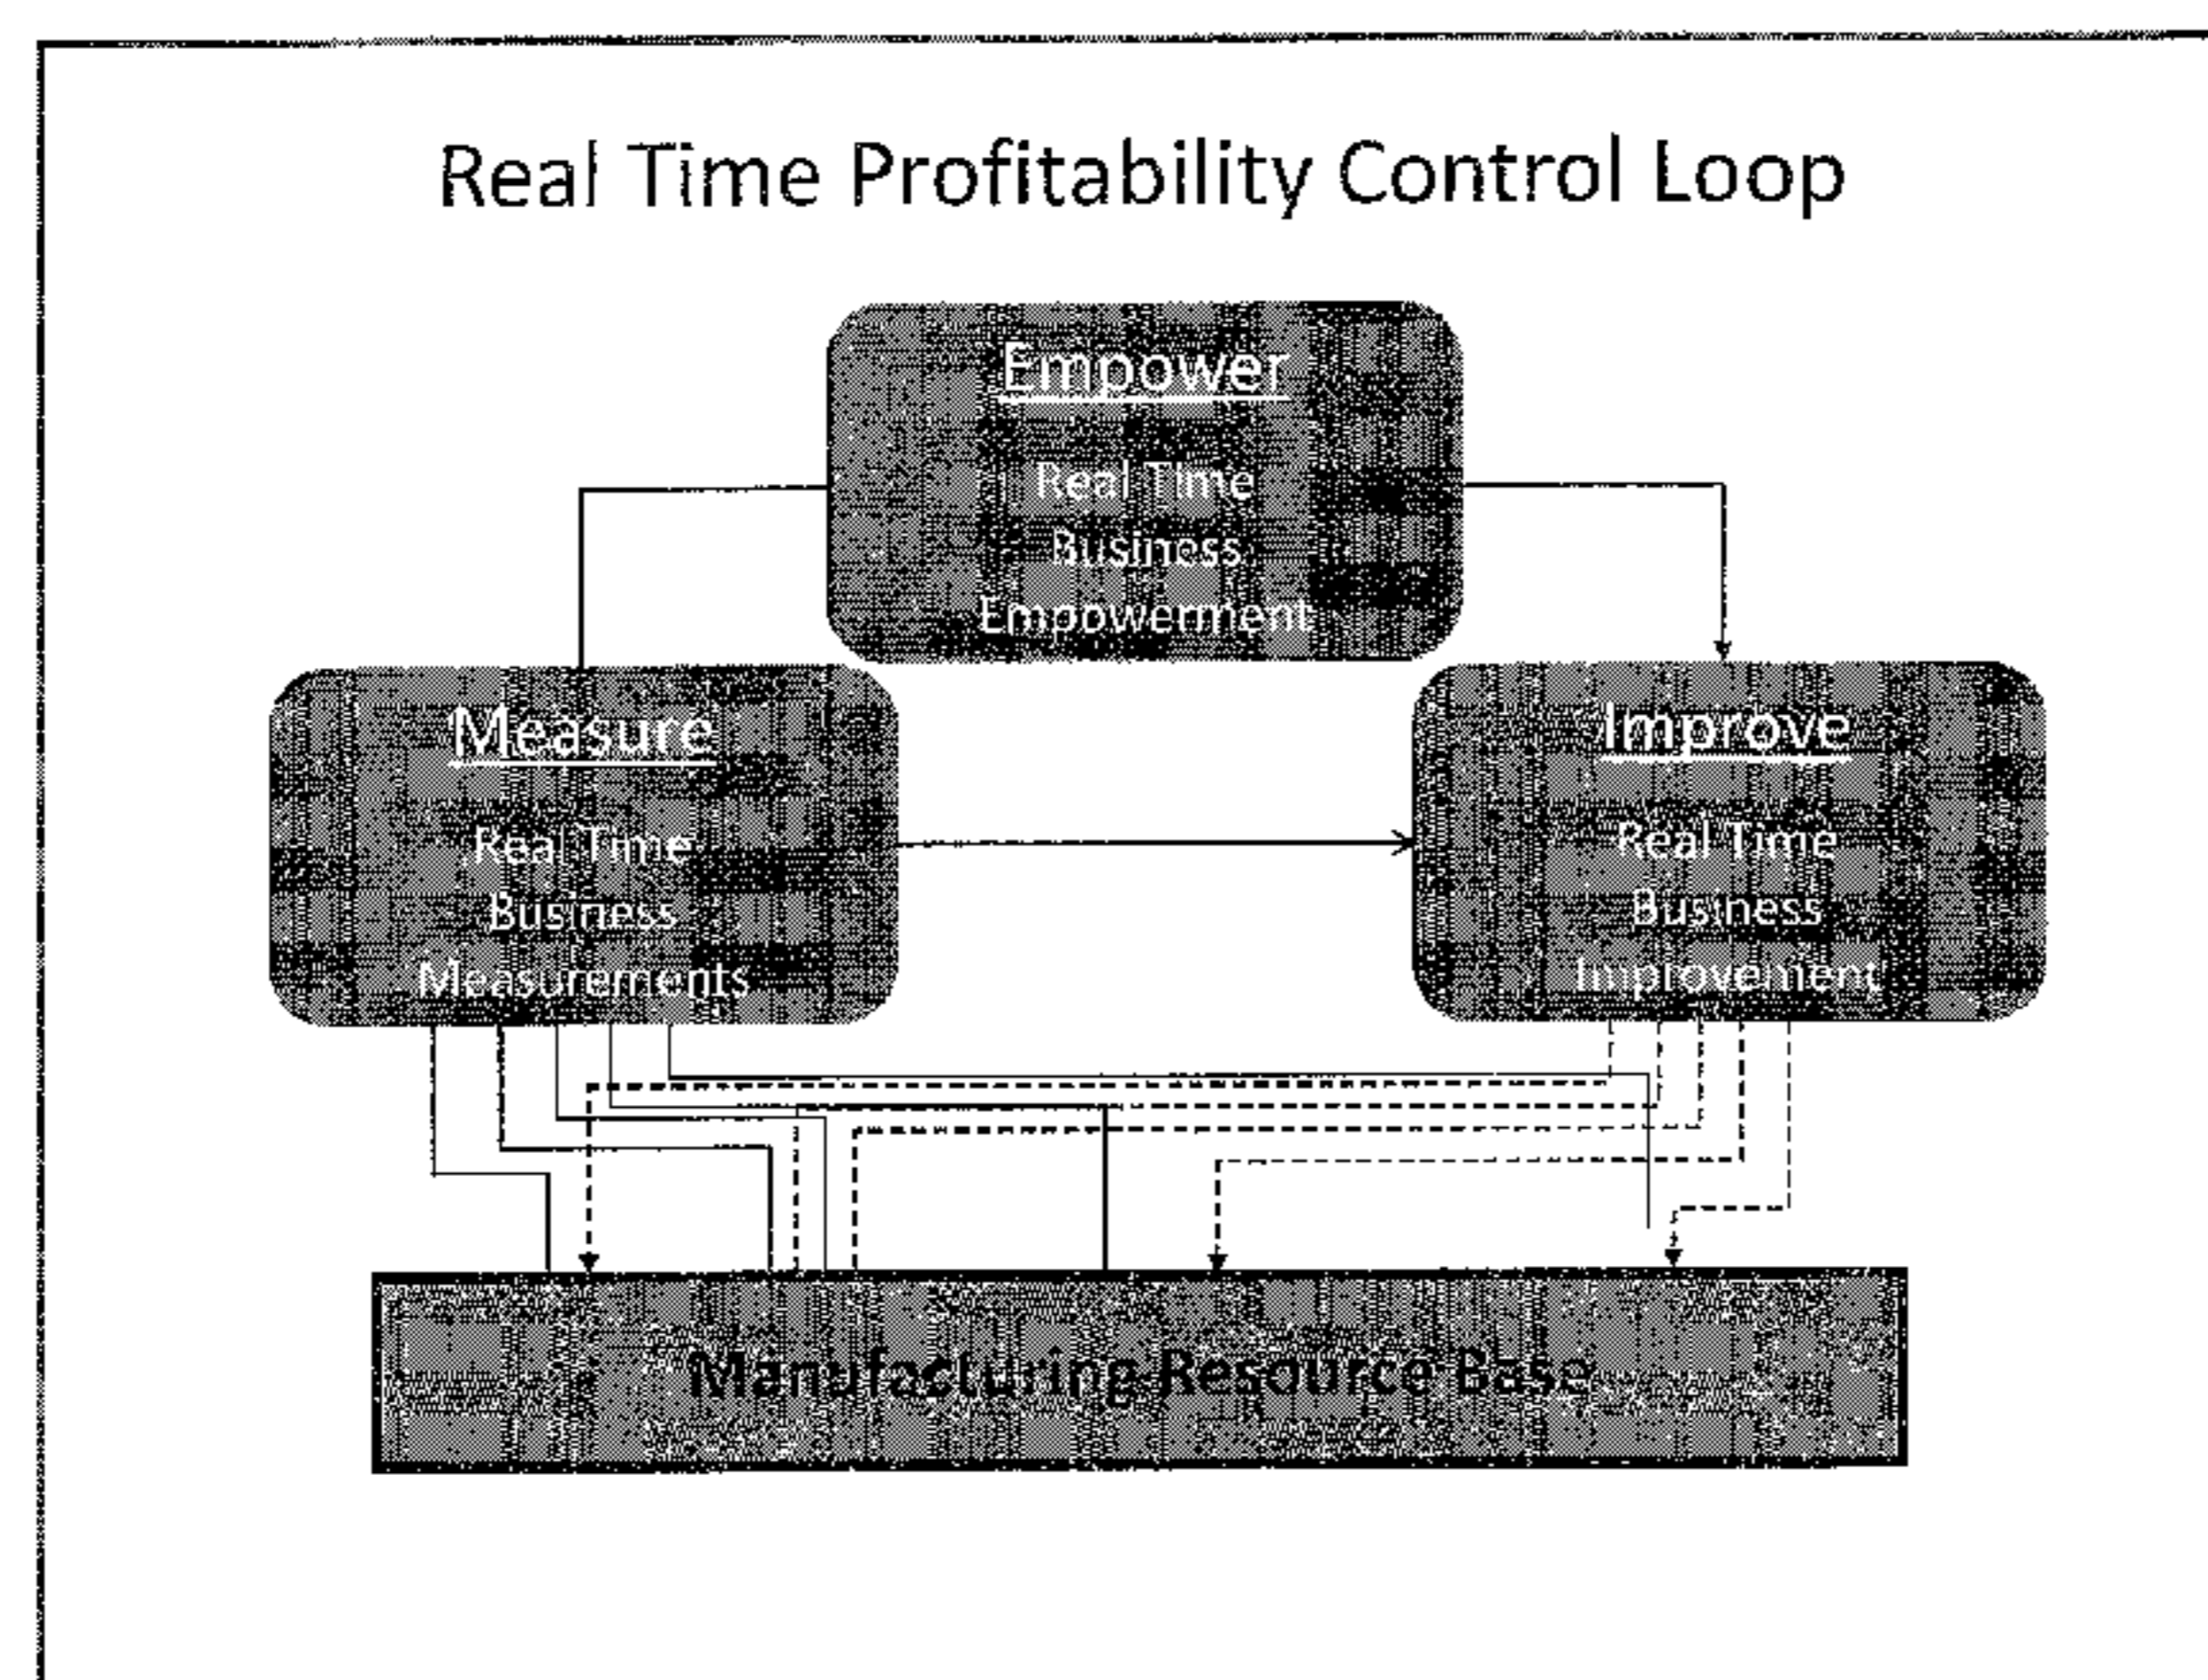 Real Time Profitability Control Loop
Empower
Real Time
Business
Empowerment
Measure
Real Time
Business
Measurements
Improve
Real Time
Business
Improvement
Manufacturing Resource Base